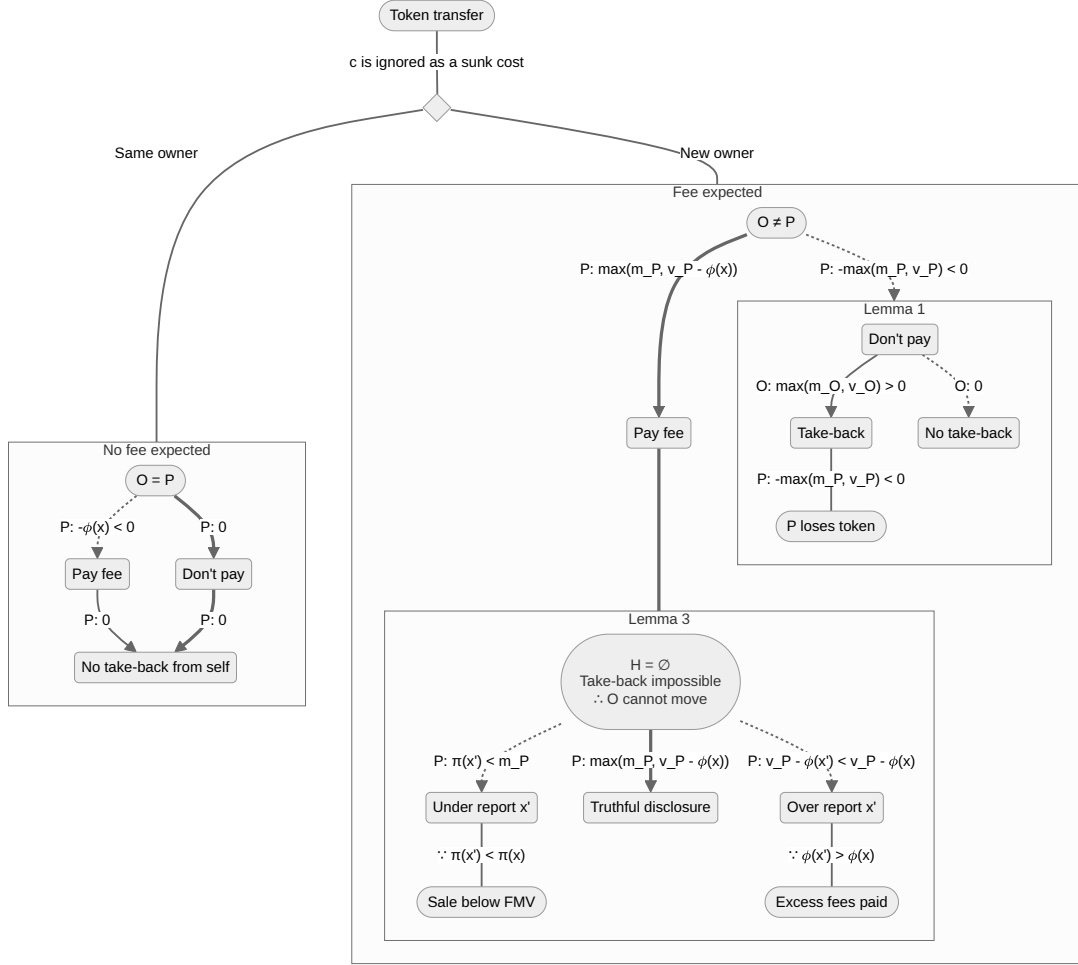 Token transfer
c is ignored as a sunk cost
Same owner
New owner
Fee expected
O ≠ P
P: max(m_P, v_P - ϕ(x))
P: -max(m_P, v_P) < 0
Lemma 1
Don't pay
O: max(m_O, v_O) > 0
O: 0
Pay fee
Take-back
No take-back
P: -max(m_P, v_P) < 0
P loses token
No fee expected
O = P
P: -ϕ(x) < 0
P: 0
Pay fee
Don't pay
P: 0
P: 0
No take-back from self
Lemma 3
H = ∅
Take-back impossible
∴ O cannot move
P: π(x') < m_P
P: max(m_P, v_P - ϕ(x))
P: v_P - ϕ(x') < v_P - ϕ(x)
Under report x'
Truthful disclosure
Over report x'
∵ π(x') < π(x)
∵ ϕ(x') > ϕ(x)
Sale below FMV
Excess fees paid